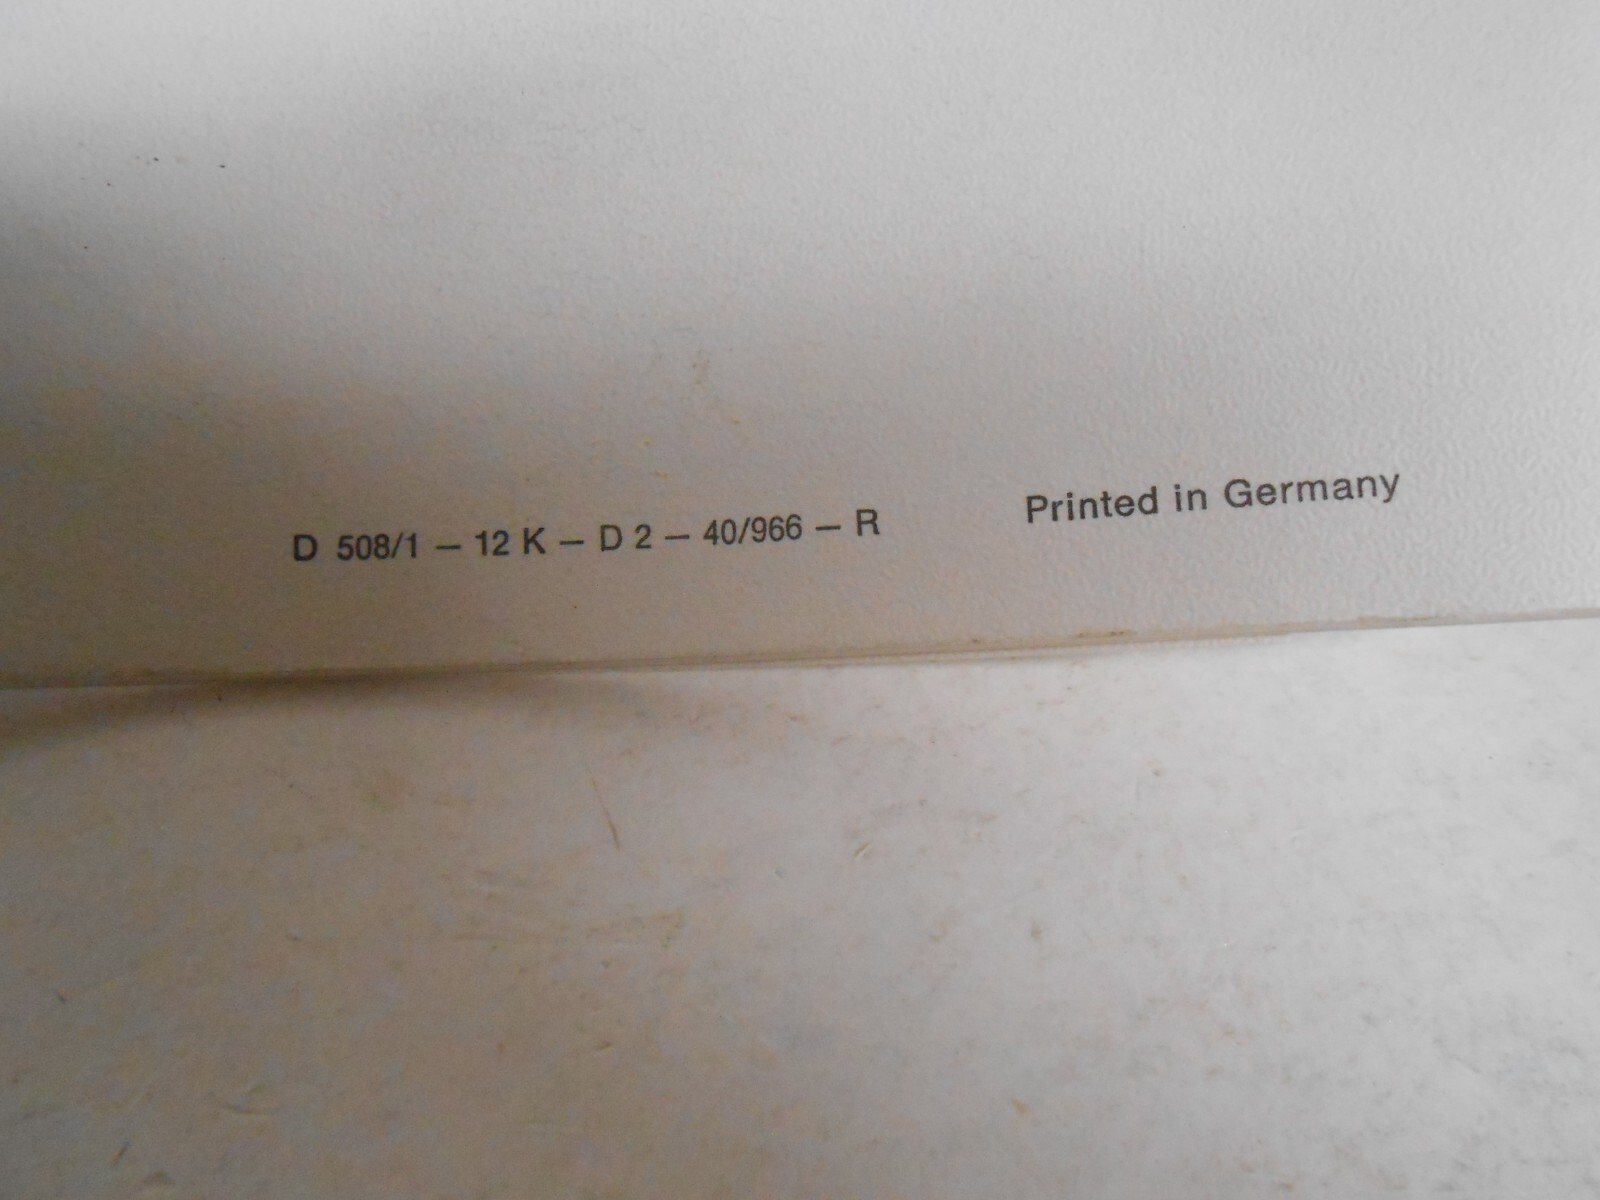 D 508/1 – 12 K – D 2 – 40/966 – R Printed in Germany